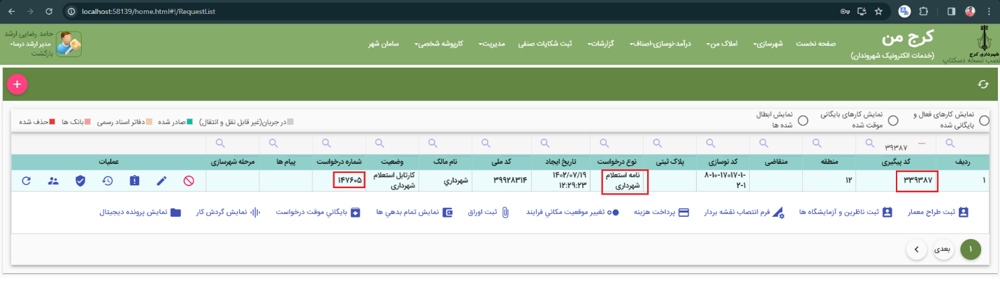 localhost:58139/home.html#!/RequestList
شهرداری کرج
نصب نسخه دسکتاپ
کرج من
(خدمات الکترونیک شهروندان)
صفحه نخست
شهرسازی-
املاک من-
درآمد-نوسازی-اصناف-
گزارشات-
ثبت شکایات صنفی
مدیریت-
کارپوشه شخصی-
سامان شهر
حامد رضایی ارشد
مدیر ارشد درسا-
بازگشت
نمایش کارهای فعال و
بایگانی شده
نمایش کارهای بایگانی
موقت شده
نمایش ابطال
شده ها
در جریان(غیر قابل نقل و انتقال)
صادر شده
دفاتر اسناد رسمی
بانک ها
حذف شده
۳۹۳۸۷
ردیف
کد پیگیری
منطقه
متقاضی
کد نوسازی
پلاک ثبتی
نوع درخواست
تاریخ ایجاد
کد ملی
نام مالک
وضعیت
شماره درخواست
پیام ها
مرحله شهرسازی
عملیات
۱
۳۳۹۳۸۷
۱۲
۸-۱۰-۱۷۰۱۷-۱-
۲-۱
نامه استعلام
شهرداری
۱۴۰۲/۰۷/۱۹
۱۲:۲۹:۲۳
۳۹۹۲۸۳۱۴
شهرداري
کارتابل استعلام
شهرداری
۱۴۷۶۰۵
ثبت طراح معمار
ثبت ناظرین و آزمایشگاه ها
فرم انتصاب نقشه بردار
پرداخت هزینه
تغییر موقعیت مکانی فرایند
ثبت اوراق
نمایش تمام بدهي ها
بایگاني موقت درخواست
نمایش گردش کار
نمایش پرونده دیجیتال
۱
بعدی